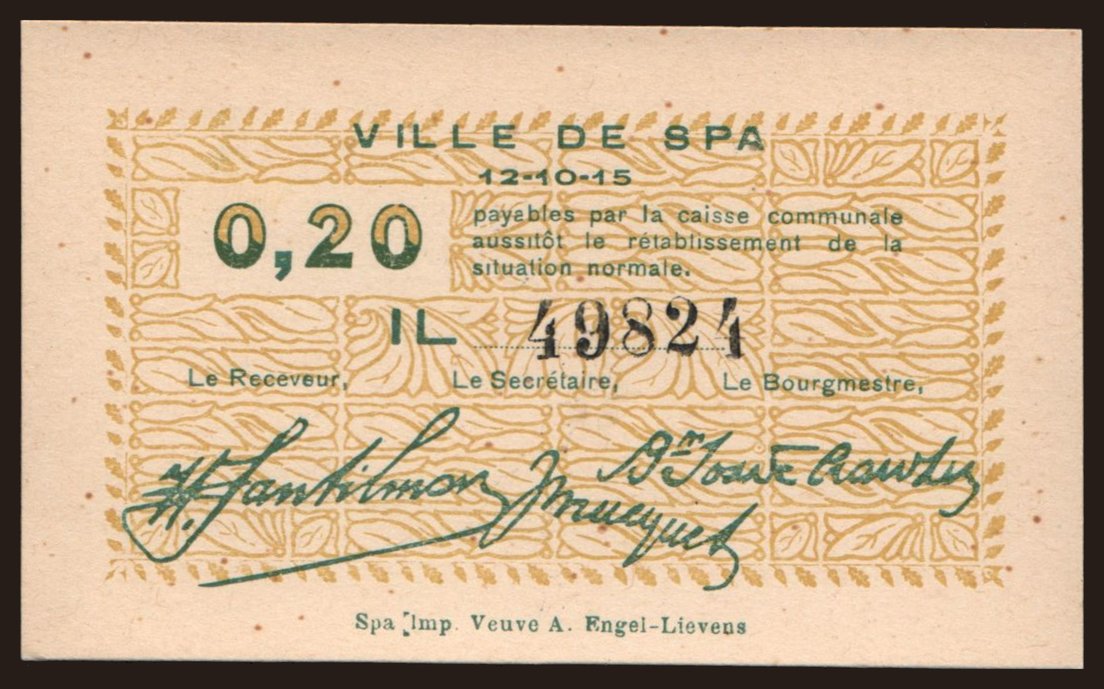 VILLE DE SPA
12-10-15
0,20
payables par la caisse communale
aussitôt le rétablissement de la
situation normale.
IL 49824
Le Receveur, Le Secrétaire, Le Bourgmestre,
Spa Imp. Veuve A. Engel-Lievens